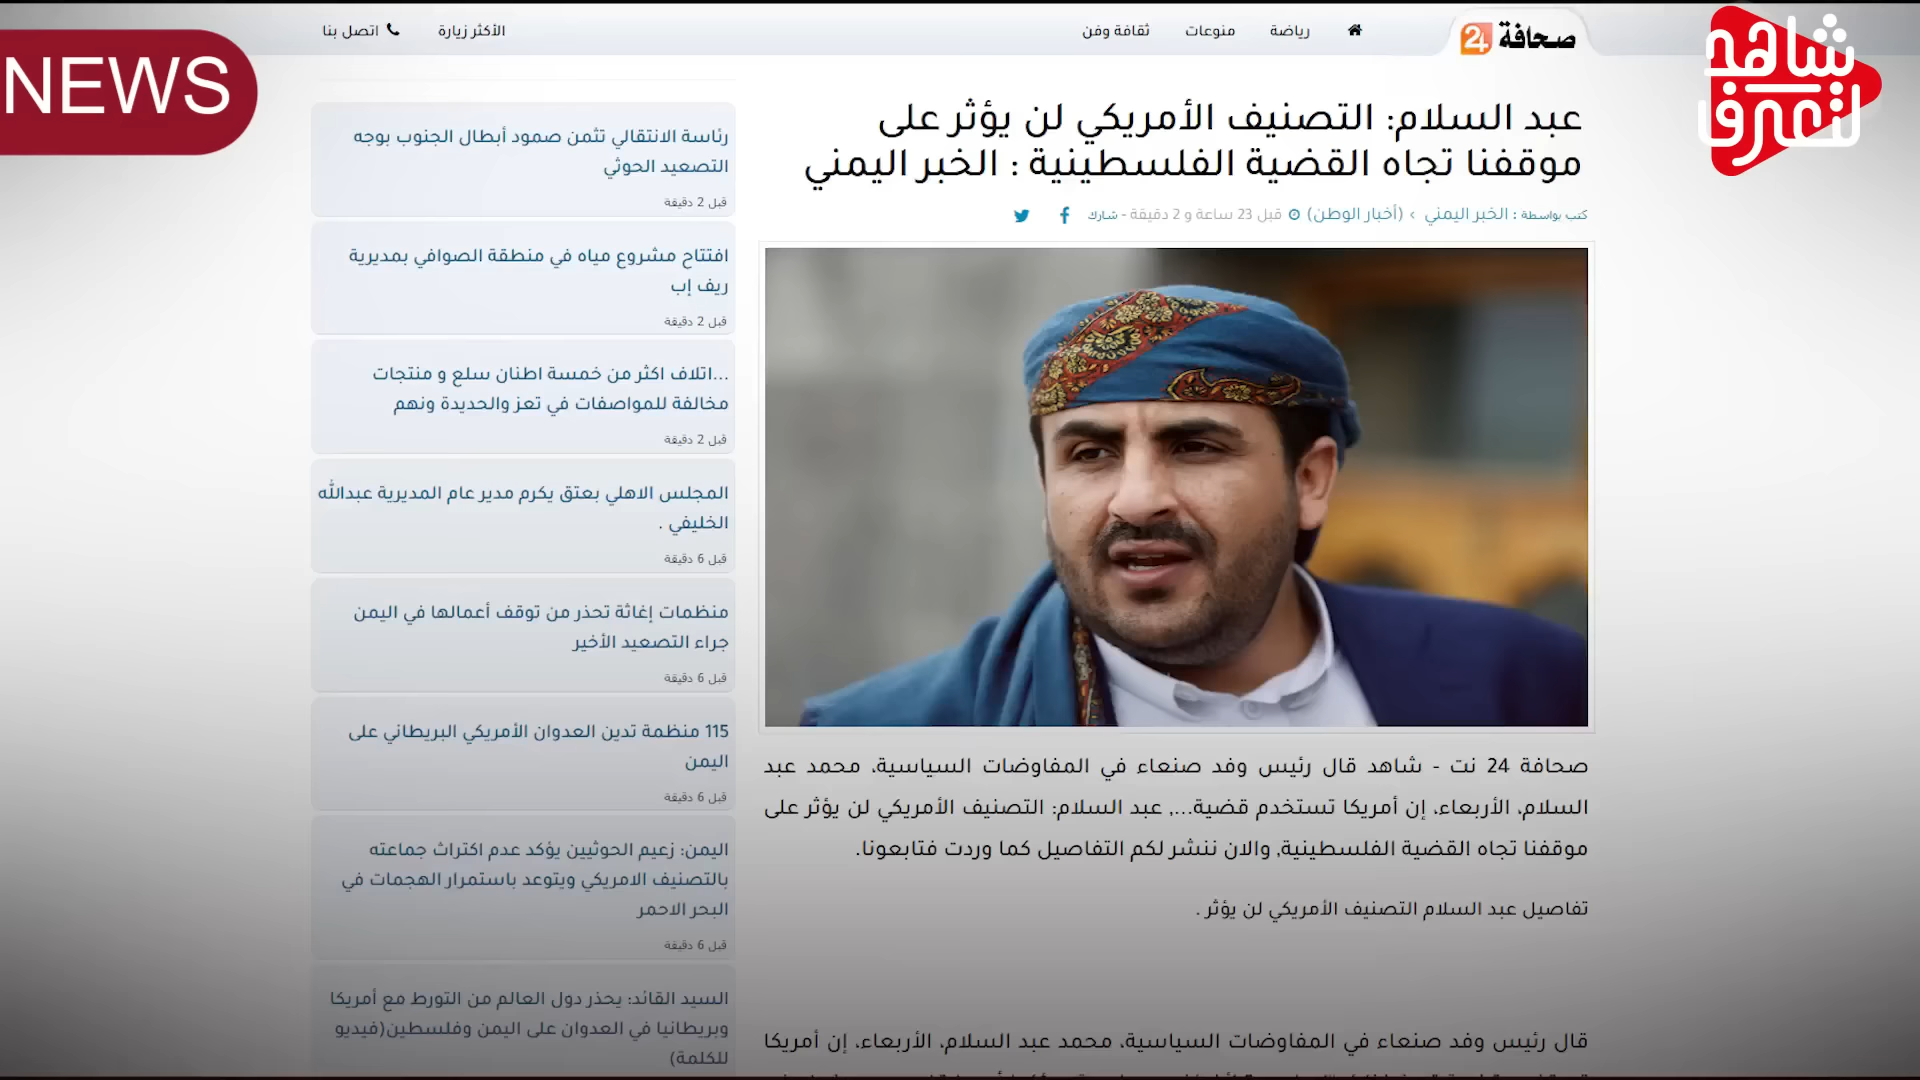 NEWS
شاهد
لتعرف
صحافة 24
رياضة
منوعات
ثقافة وفن
الأكثر زيارة
اتصل بنا
عبد السلام: التصنيف الأمريكي لن يؤثر على
موقفنا تجاه القضية الفلسطينية : الخبر اليمني
كتب بواسطة : الخبر اليمني › (أخبار الوطن) قبل 23 ساعة و 2 دقيقة - شارك
صحافة 24 نت - شاهد قال رئيس وفد صنعاء في المفاوضات السياسية، محمد عبد
السلام، الأربعاء، إن أمريكا تستخدم قضية...، عبد السلام: التصنيف الأمريكي لن يؤثر على
موقفنا تجاه القضية الفلسطينية, والان ننشر لكم التفاصيل كما وردت فتابعونا.
تفاصيل عبد السلام التصنيف الأمريكي لن يؤثر .
قال رئيس وفد صنعاء في المفاوضات السياسية، محمد عبد السلام، الأربعاء، إن أمريكا
رئاسة الانتقالي تثمن صمود أبطال الجنوب بوجه
التصعيد الحوثي
قبل 2 دقيقة
افتتاح مشروع مياه في منطقة الصوافي بمديرية
ريف إب
قبل 2 دقيقة
...اتلاف اكثر من خمسة اطنان سلع و منتجات
مخالفة للمواصفات في تعز والحديدة ونهم
قبل 2 دقيقة
المجلس الاهلي بعتق يكرم مدير عام المديرية عبدالله
الخليفي .
قبل 6 دقيقة
منظمات إغاثة تحذر من توقف أعمالها في اليمن
جراء التصعيد الأخير
قبل 6 دقيقة
115 منظمة تدين العدوان الأمريكي البريطاني على
اليمن
قبل 6 دقيقة
اليمن: زعيم الحوثيين يؤكد عدم اكتراث جماعته
بالتصنيف الامريكي ويتوعد باستمرار الهجمات في
البحر الاحمر
قبل 6 دقيقة
السيد القائد: يحذر دول العالم من التورط مع أمريكا
وبريطانيا في العدوان على اليمن وفلسطين(فيديو
للكلمة)